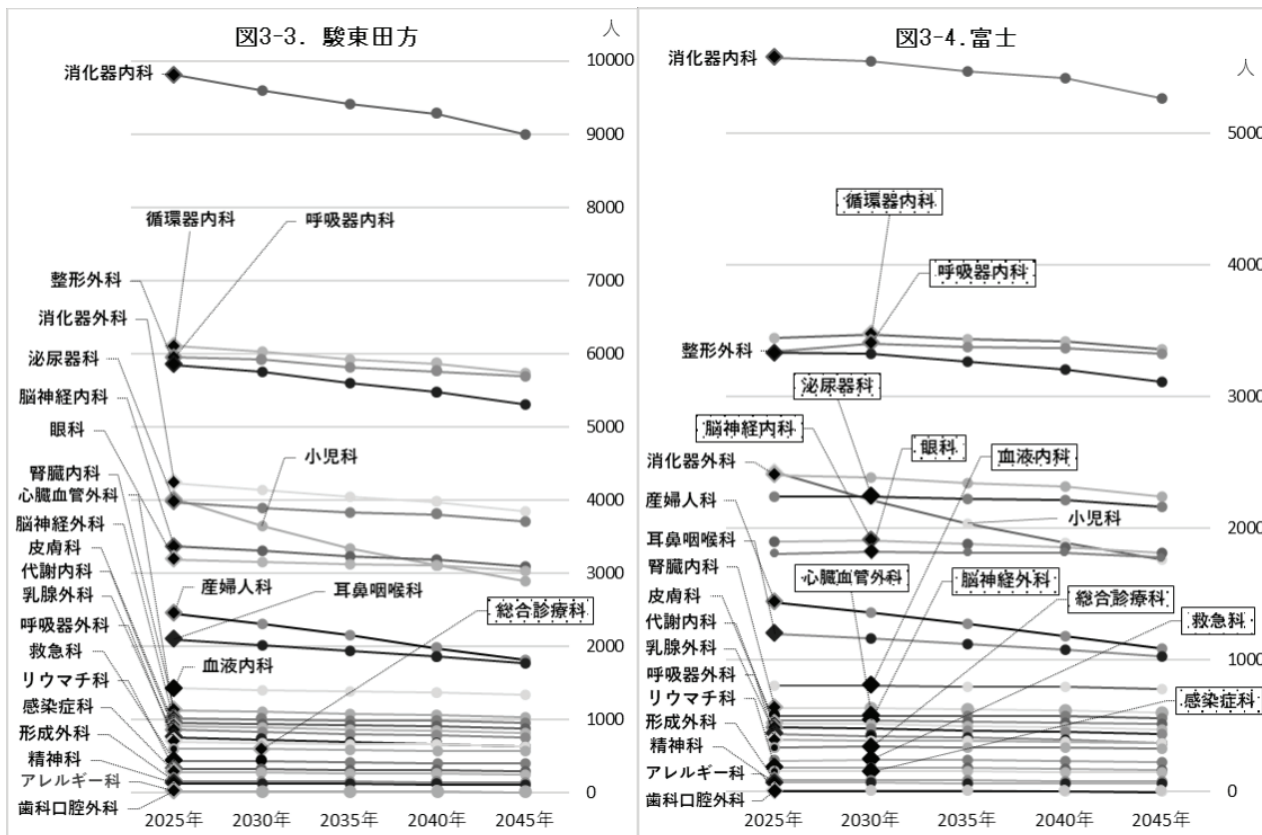 図3-3．駿東田方
人
10000
9000
8000
7000
6000
5000
4000
3000
2000
1000
0
消化器内科
循環器内科
呼吸器内科
整形外科
消化器外科
泌尿器科
脳神経内科
眼科
小児科
腎臓内科
心臓血管外科
脳神経外科
皮膚科
代謝内科
乳腺外科
呼吸器外科
救急科
リウマチ科
感染症科
形成外科
精神科
アレルギー科
歯科口腔外科
産婦人科
耳鼻咽喉科
総合診療科
血液内科
2025年 2030年 2035年 2040年 2045年
図3-4.富士
人
5000
4000
3000
2000
1000
0
消化器内科
循環器内科
呼吸器内科
整形外科
泌尿器科
脳神経内科
眼科
血液内科
消化器外科
産婦人科
小児科
耳鼻咽喉科
腎臓内科
心臓血管外科
脳神経外科
総合診療科
皮膚科
代謝内科
救急科
乳腺外科
呼吸器外科
リウマチ科
感染症科
形成外科
精神科
アレルギー科
歯科口腔外科
2025年 2030年 2035年 2040年 2045年